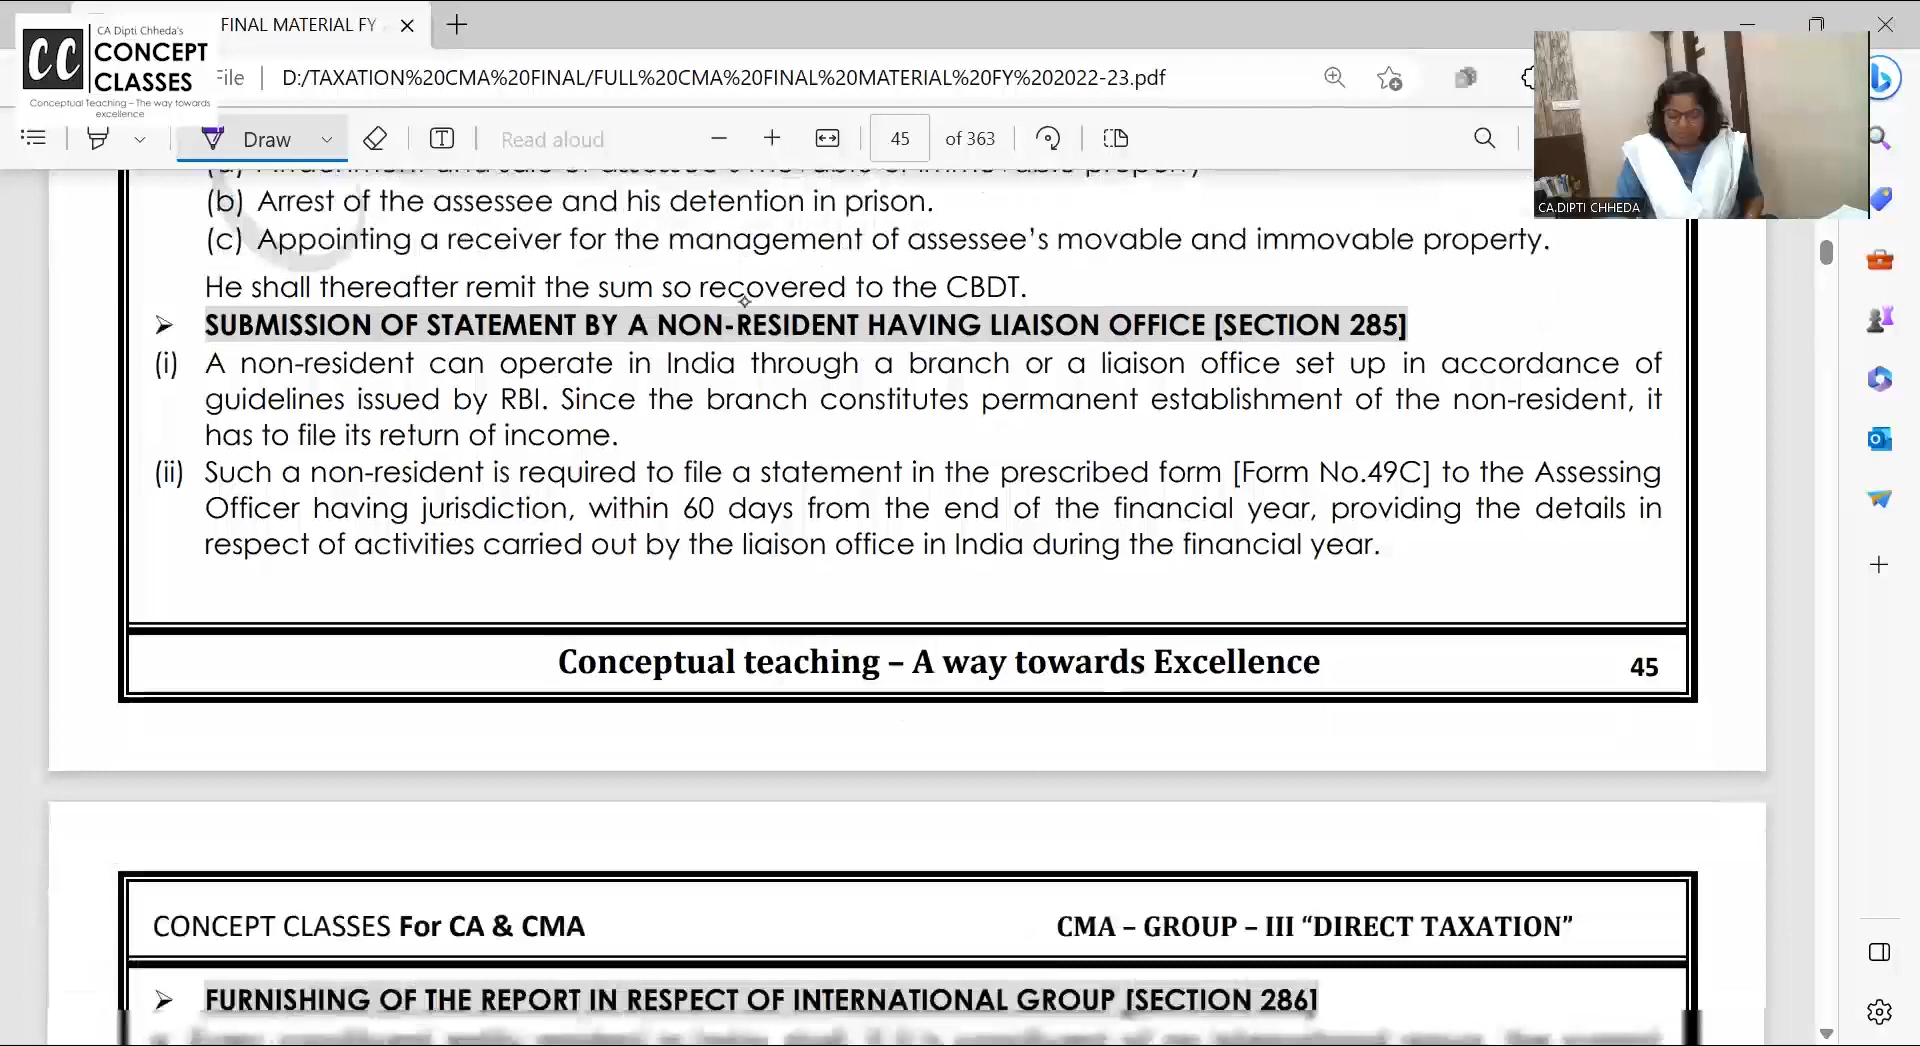 CA Dipti Chheda's
CONCEPT
CLASSES
CC
Conceptual Teaching – The way towards
excellence
FINAL MATERIAL FY
File
D:/TAXATION%20CMA%20FINAL/FULL%20CMA%20FINAL%20MATERIAL%20FY%202022-23.pdf
Draw
Read aloud
45 of 363
CA.DIPTI CHHEDA
(b) Arrest of the assessee and his detention in prison.
(c) Appointing a receiver for the management of assessee's movable and immovable property.
He shall thereafter remit the sum so recovered to the CBDT.
➢ SUBMISSION OF STATEMENT BY A NON-RESIDENT HAVING LIAISON OFFICE [SECTION 285]
(i) A non-resident can operate in India through a branch or a liaison office set up in accordance of
guidelines issued by RBI. Since the branch constitutes permanent establishment of the non-resident, it
has to file its return of income.
(ii) Such a non-resident is required to file a statement in the prescribed form [Form No.49C] to the Assessing
Officer having jurisdiction, within 60 days from the end of the financial year, providing the details in
respect of activities carried out by the liaison office in India during the financial year.
Conceptual teaching – A way towards Excellence
45
CONCEPT CLASSES For CA & CMA
CMA – GROUP – III “DIRECT TAXATION”
➢ FURNISHING OF THE REPORT IN RESPECT OF INTERNATIONAL GROUP [SECTION 286]